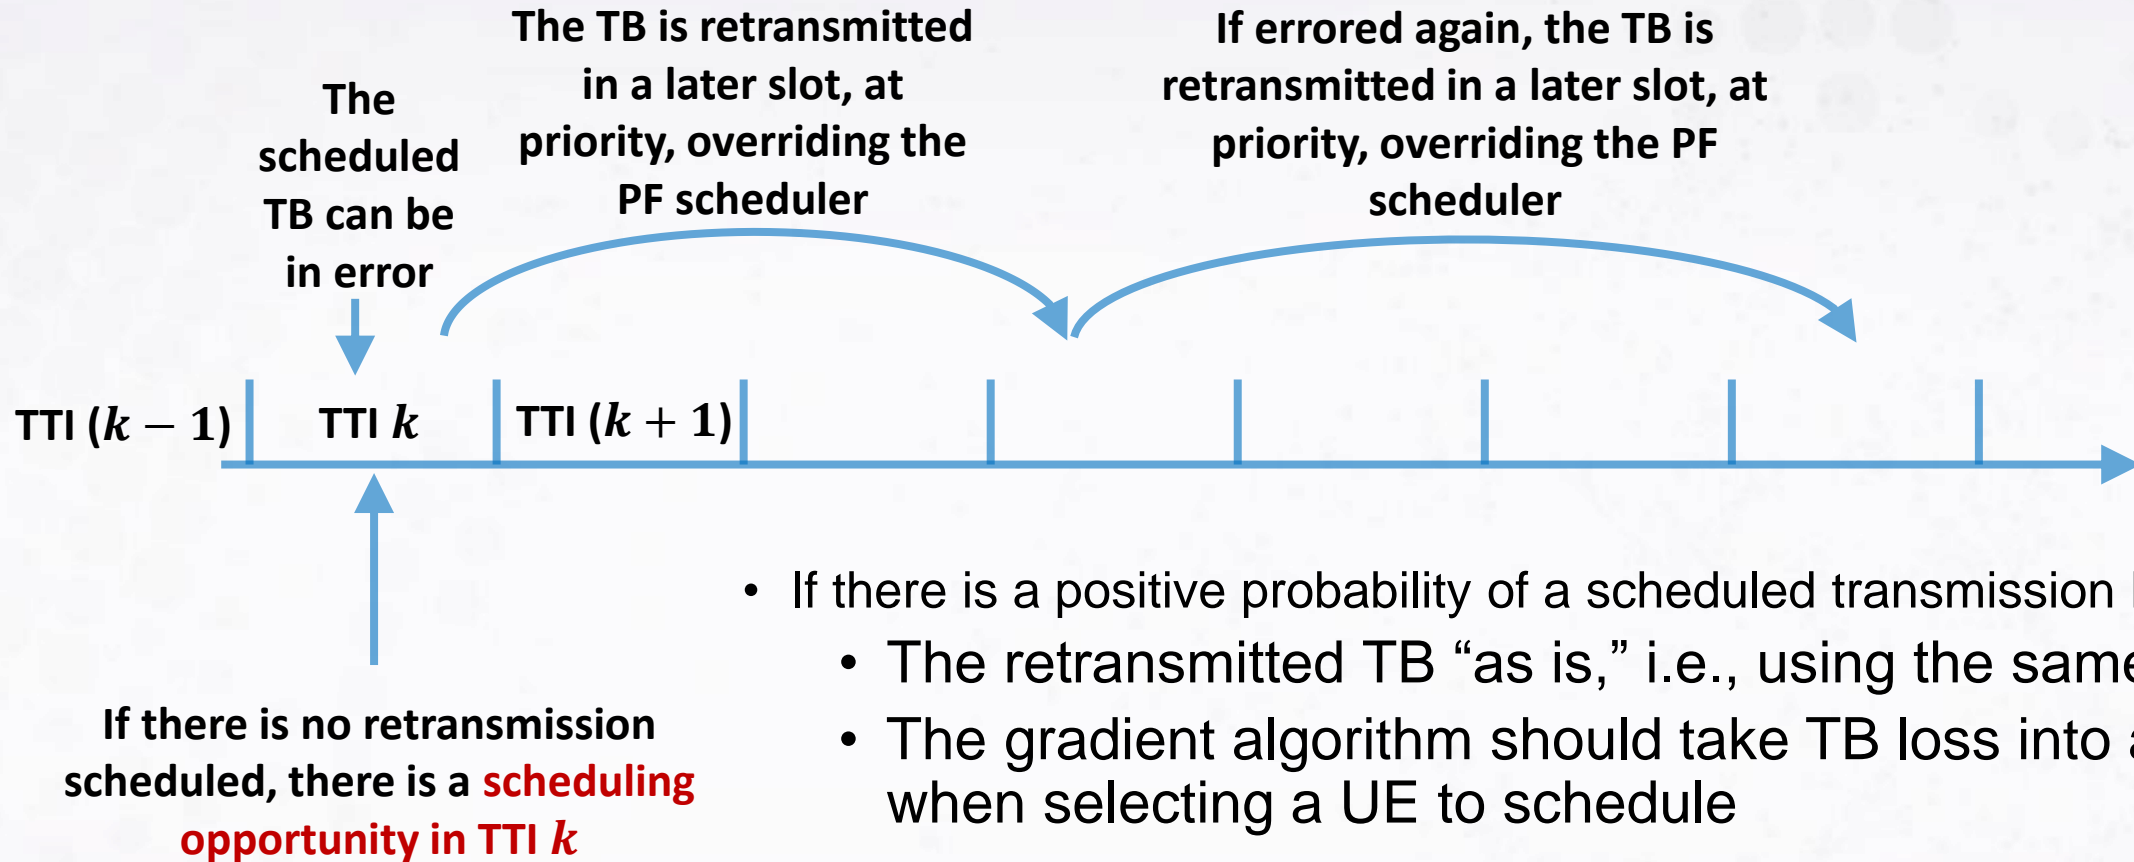 The
scheduled
TB can be
in error
The TB is retransmitted
in a later slot, at
priority, overriding the
PF scheduler
If errored again, the TB is
retransmitted in a later slot, at
priority, overriding the PF
scheduler
TTI (k − 1)
TTI k
TTI (k + 1)
If there is no retransmission
scheduled, there is a scheduling
opportunity in TTI k
• If there is a positive probability of a scheduled transmission
• The retransmitted TB “as is,” i.e., using the same
• The gradient algorithm should take TB loss into
when selecting a UE to schedule